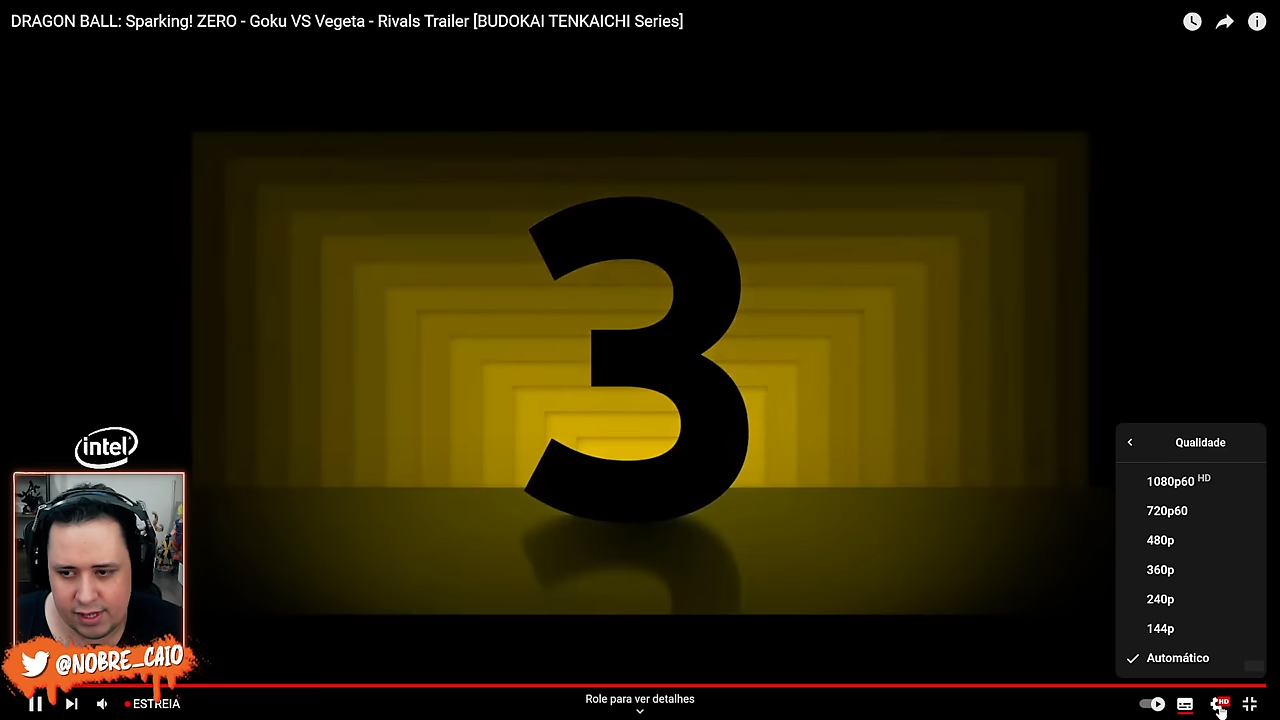 DRAGON BALL: Sparking! ZERO - Goku VS Vegeta - Rivals Trailer [BUDOKAI TENKAICHI Series]
3
intel
Qualidade
1080p60 HD
720p60
480p
360p
240p
144p
Automático
@NOBRE_CAIO
ESTREIA
Role para ver detalhes
HD